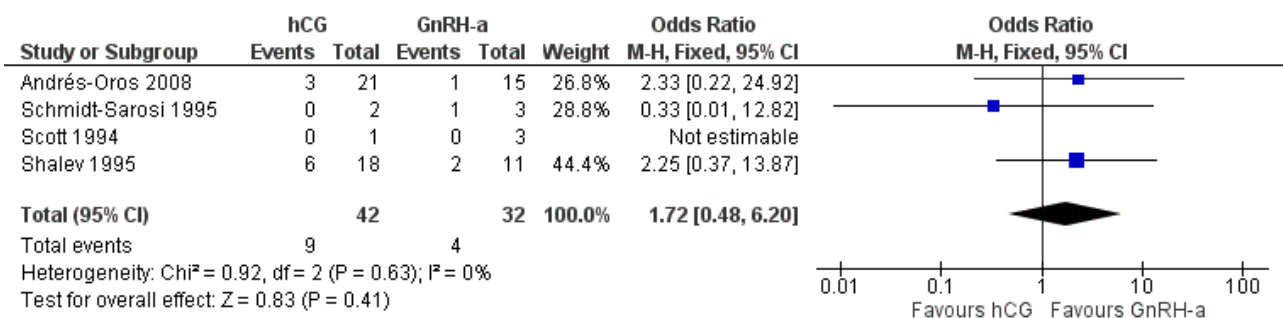 hCG GnRH-a Odds Ratio Odds Ratio
Study or Subgroup Events Total Events Total Weight M-H, Fixed, 95% CI M-H, Fixed, 95% CI
Andrés-Oros 2008 3 21 1 15 26.8% 2.33 [0.22, 24.92]
Schmidt-Sarosi 1995 0 2 1 3 28.8% 0.33 [0.01, 12.82]
Scott 1994 0 1 0 3 Not estimable
Shalev 1995 6 18 2 11 44.4% 2.25 [0.37, 13.87]
Total (95% CI) 42 32 100.0% 1.72 [0.48, 6.20]
Total events 9 4
Heterogeneity: Chi² = 0.92, df = 2 (P = 0.63); I² = 0%
Test for overall effect: Z = 0.83 (P = 0.41)
0.01 0.1 1 10 100
Favours hCG Favours GnRH-a